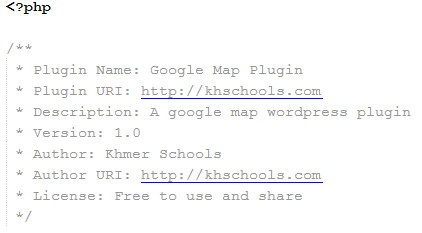 <?php
/**
* Plugin Name: Google Map Plugin
* Plugin URI: http://khschools.com
* Description: A google map wordpress plugin
* Version: 1.0
* Author: Khmer Schools
* Author URI: http://khschools.com
* License: Free to use and share
*/